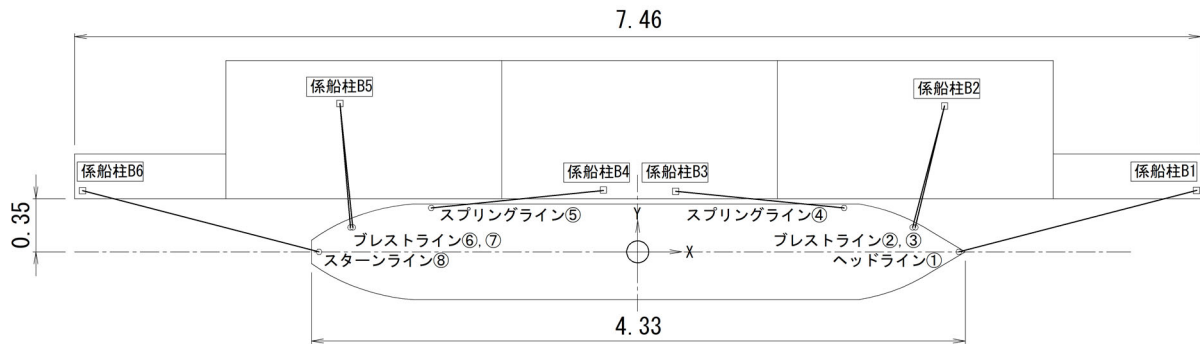 7.46
係船柱B5
係船柱B2
係船柱B6
係船柱B4
係船柱B3
係船柱B1
0.35
スプリングライン⑤
Y
スプリングライン④
ブレストライン⑥,⑦
X
ブレストライン②,③
スターンライン⑧
ヘッドライン①
4.33